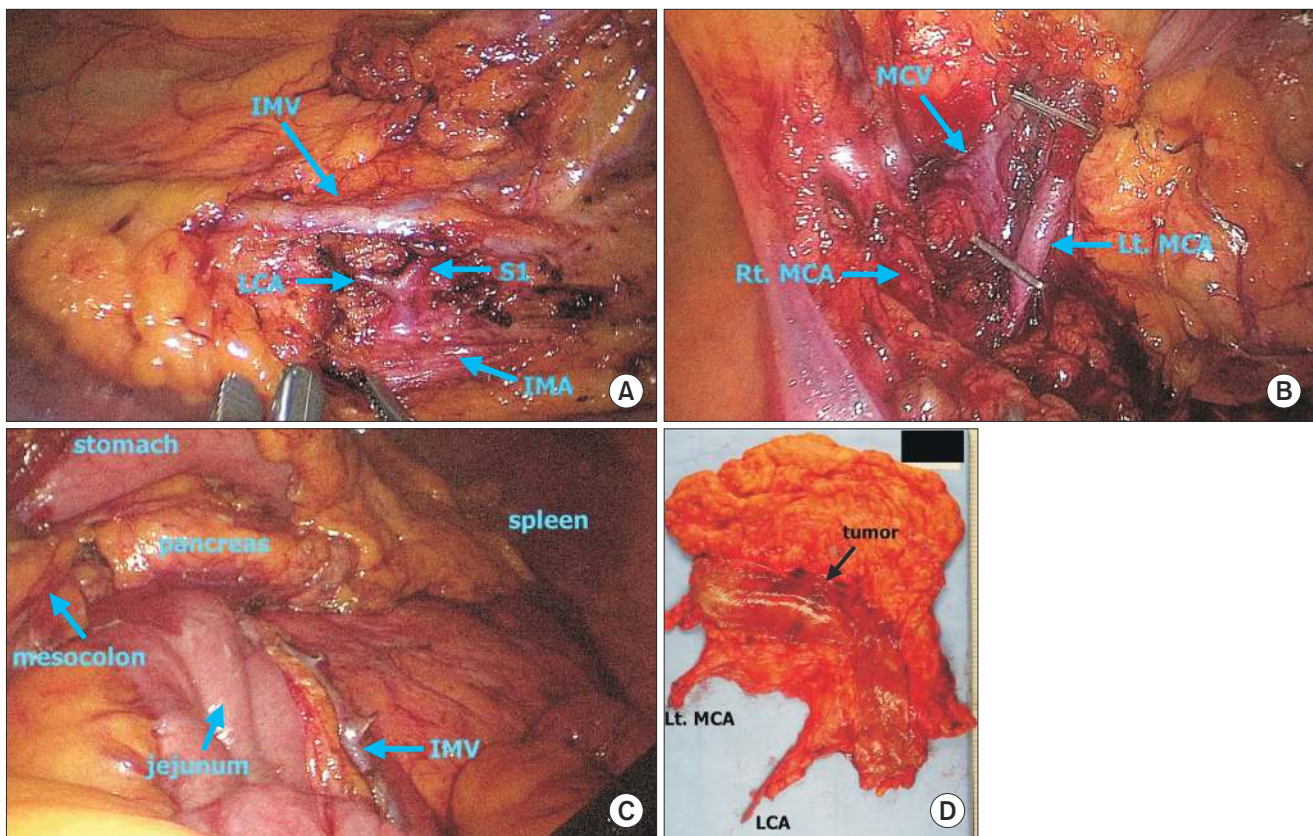 IMV
LCA
S1
IMA
A
MCV
Rt. MCA
Lt. MCA
B
stomach
spleen
pancreas
mesocolon
jejunum
IMV
C
tumor
Lt. MCA
LCA
D